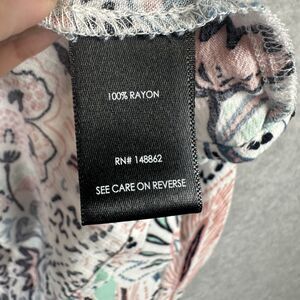 100% RAYON
RN# 148862
SEE CARE ON REVERSE